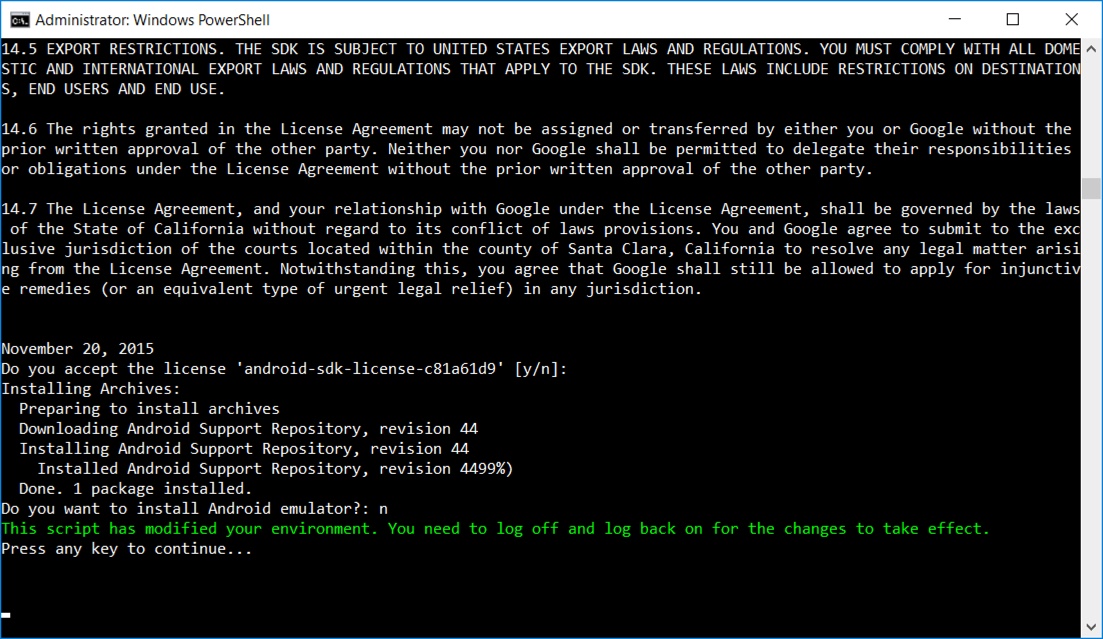 Administrator: Windows PowerShell
14.5 EXPORT RESTRICTIONS. THE SDK IS SUBJECT TO UNITED STATES EXPORT LAWS AND REGULATIONS. YOU MUST COMPLY WITH ALL DOME
STIC AND INTERNATIONAL EXPORT LAWS AND REGULATIONS THAT APPLY TO THE SDK. THESE LAWS INCLUDE RESTRICTIONS ON DESTINATION
S, END USERS AND END USE.
14.6 The rights granted in the License Agreement may not be assigned or transferred by either you or Google without the
prior written approval of the other party. Neither you nor Google shall be permitted to delegate their responsibilities
or obligations under the License Agreement without the prior written approval of the other party.
14.7 The License Agreement, and your relationship with Google under the License Agreement, shall be governed by the laws
of the State of California without regard to its conflict of laws provisions. You and Google agree to submit to the exc
lusive jurisdiction of the courts located within the county of Santa Clara, California to resolve any legal matter arisi
ng from the License Agreement. Notwithstanding this, you agree that Google shall still be allowed to apply for injunctiv
e remedies (or an equivalent type of urgent legal relief) in any jurisdiction.
November 20, 2015
Do you accept the license 'android-sdk-license-c81a61d9' [y/n]:
Installing Archives:
Preparing to install archives
Downloading Android Support Repository, revision 44
Installing Android Support Repository, revision 44
Installed Android Support Repository, revision 4499%)
Done. 1 package installed.
Do you want to install Android emulator?: n
This script has modified your environment. You need to log off and log back on for the changes to take effect.
Press any key to continue...